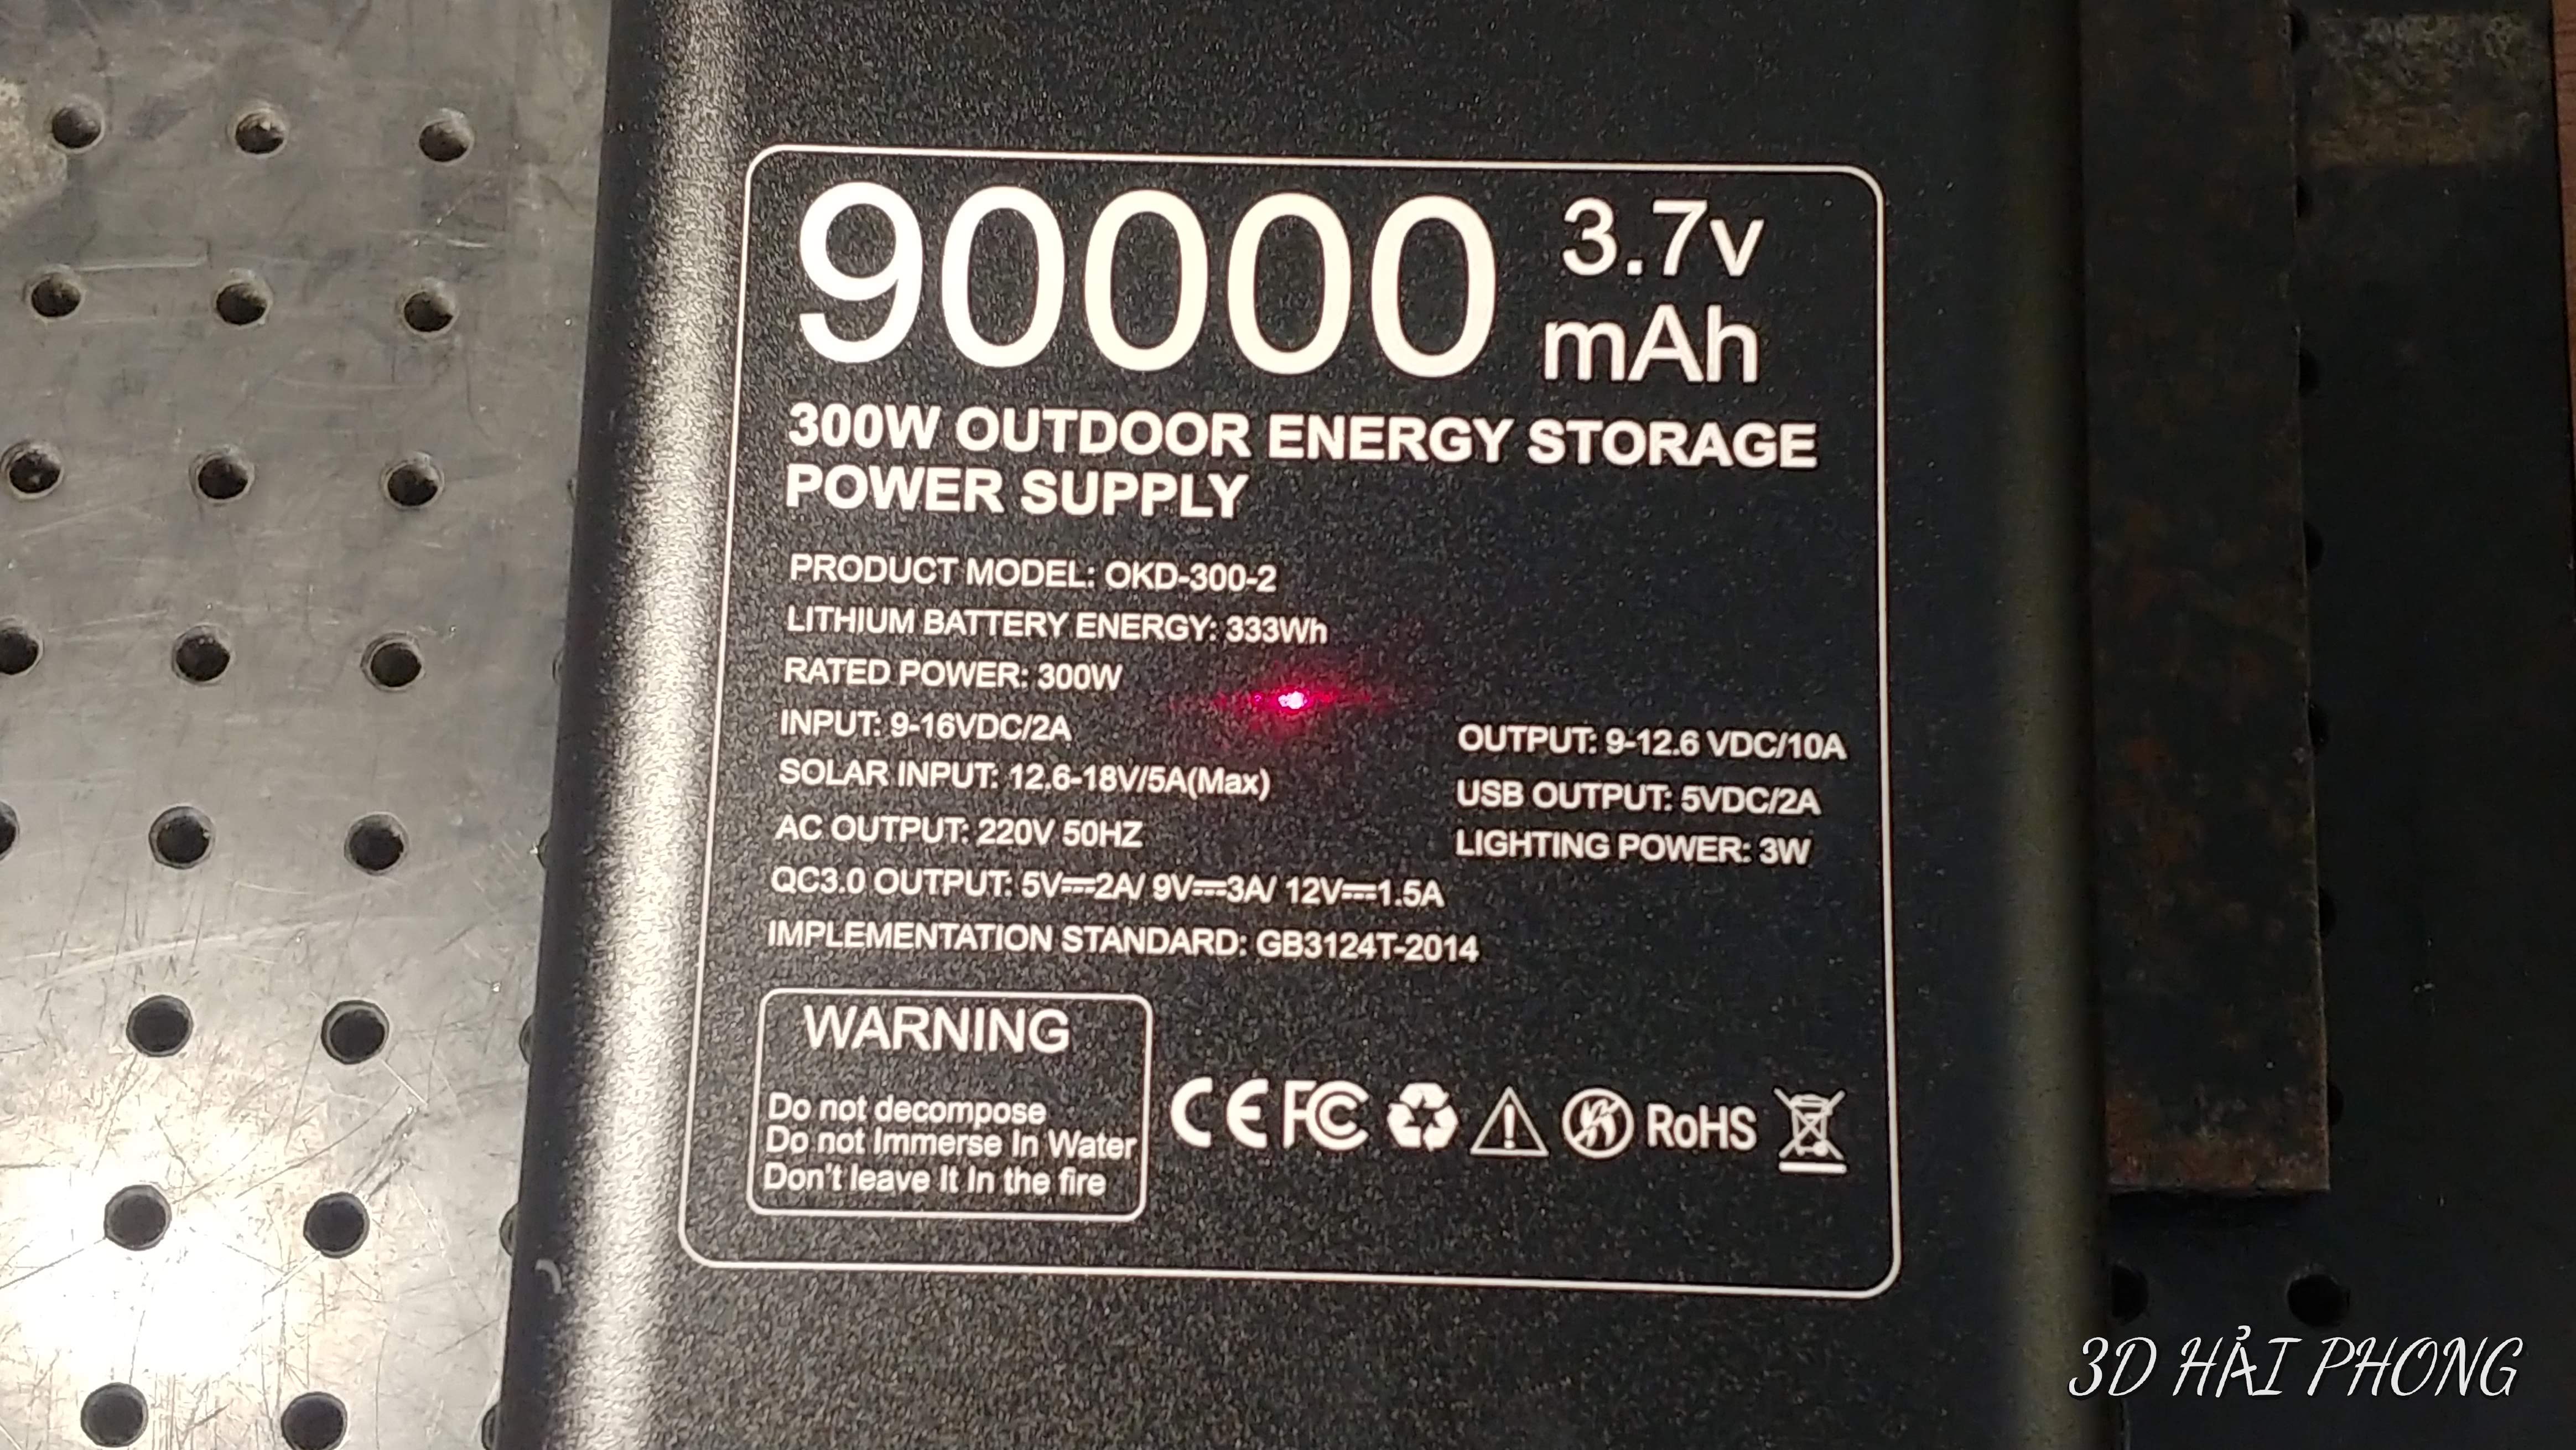 90000 3.7v
mAh
300W OUTDOOR ENERGY STORAGE
POWER SUPPLY
PRODUCT MODEL: OKD-300-2
LITHIUM BATTERY ENERGY: 333Wh
RATED POWER: 300W
INPUT: 9-16VDC/2A
OUTPUT: 9-12.6 VDC/10A
SOLAR INPUT: 12.6-18V/5A(Max)
USB OUTPUT: 5VDC/2A
AC OUTPUT: 220V 50HZ
LIGHTING POWER: 3W
QC3.0 OUTPUT: 5V⎓2A/ 9V⎓3A/ 12V⎓1.5A
IMPLEMENTATION STANDARD: GB3124T-2014
WARNING
Do not decompose
Do not Immerse In Water
Don't leave It In the fire
CE FC RoHS
3D HẢI PHONG